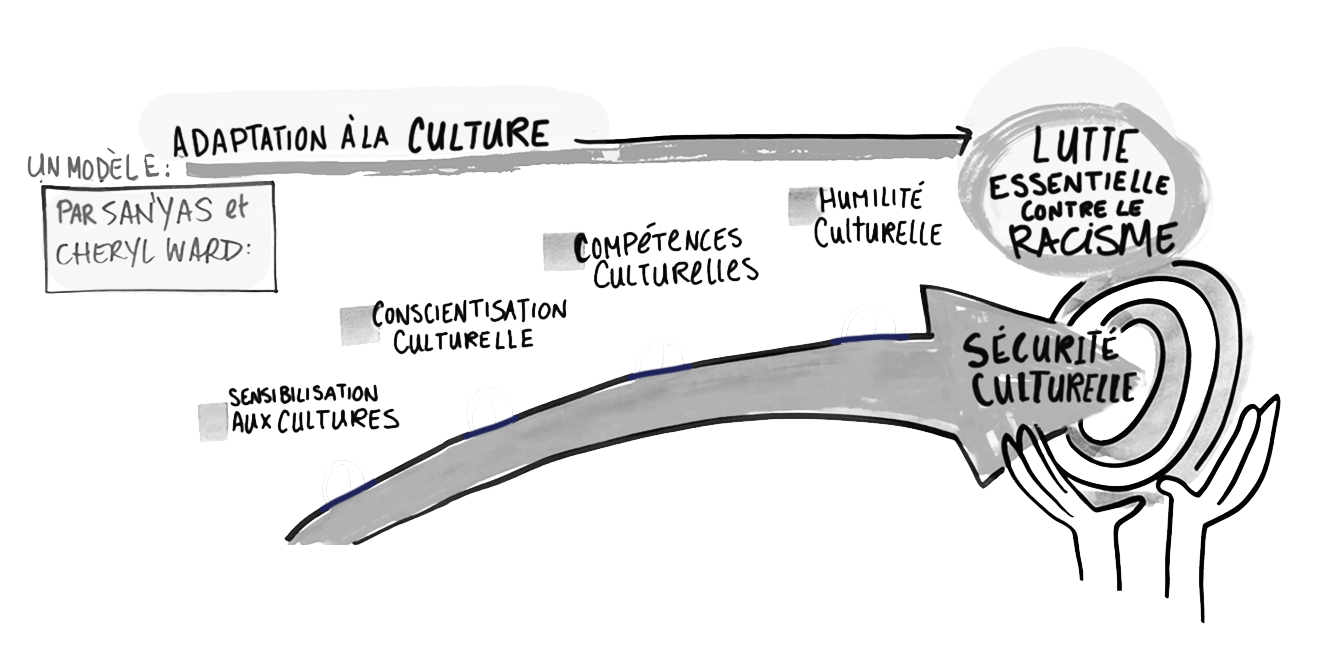 ADAPTATION À LA CULTURE
UN MODÈLE:
PAR SAN'YAS et
CHERYL WARD:
SENSIBILISATION
AUX CULTURES
CONSCIENTISATION
CULTURELLE
COMPÉTENCES
CULTURELLES
HUMILITÉ
CULTURELLE
LUTTE
ESSENTIELLE
CONTRE LE
RACISME
SÉCURITÉ
CULTURELLE